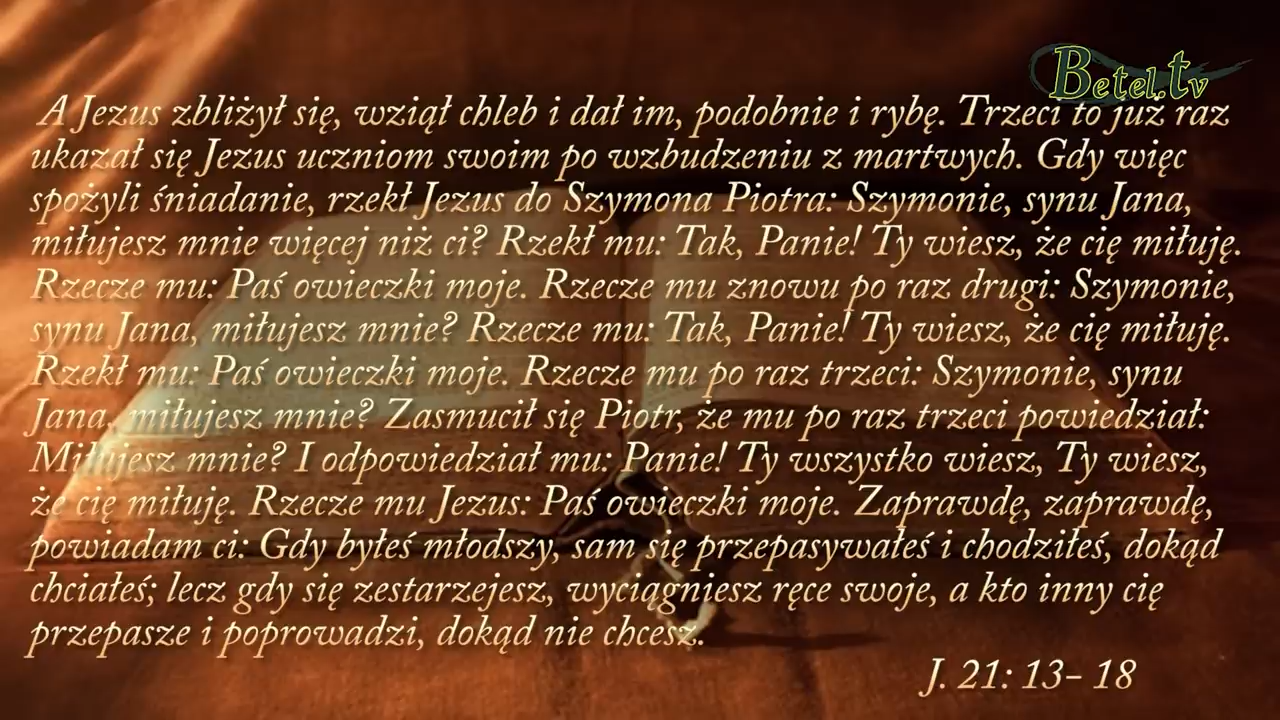 Betel.tv
A Jezus zbliżył się, wziął chleb i dał im, podobnie i rybę. Trzeci to już raz
ukazał się Jezus uczniom swoim po wzbudzeniu z martwych. Gdy więc
spożyli śniadanie, rzekł Jezus do Szymona Piotra: Szymonie, synu Jana,
miłujesz mnie więcej niż ci? Rzekł mu: Tak, Panie! Ty wiesz, że cię miłuję.
Rzecze mu: Paś owieczki moje. Rzecze mu znowu po raz drugi: Szymonie,
synu Jana, miłujesz mnie? Rzecze mu: Tak, Panie! Ty wiesz, że cię miłuję.
Rzekł mu: Paś owieczki moje. Rzecze mu po raz trzeci: Szymonie, synu
Jana, miłujesz mnie? Zasmucił się Piotr, że mu po raz trzeci powiedział:
Miłujesz mnie? I odpowiedział mu: Panie! Ty wszystko wiesz, Ty wiesz,
że cię miłuję. Rzecze mu Jezus: Paś owieczki moje. Zaprawdę, zaprawdę,
powiadam ci: Gdy byłeś młodszy, sam się przepasywałeś i chodziłeś, dokąd
chciałeś; lecz gdy się zestarzejesz, wyciągniesz ręce swoje, a kto inny cię
przepasze i poprowadzi, dokąd nie chcesz.
J. 21: 13- 18